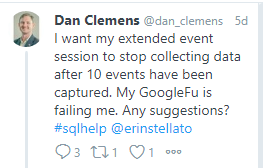 Dan Clemens @dan_clemens 5d
I want my extended event
session to stop collecting data
after 10 events have been
captured. My GoogleFu is
failing me. Any suggestions?
#sqlhelp @erinstellato
3 1 1